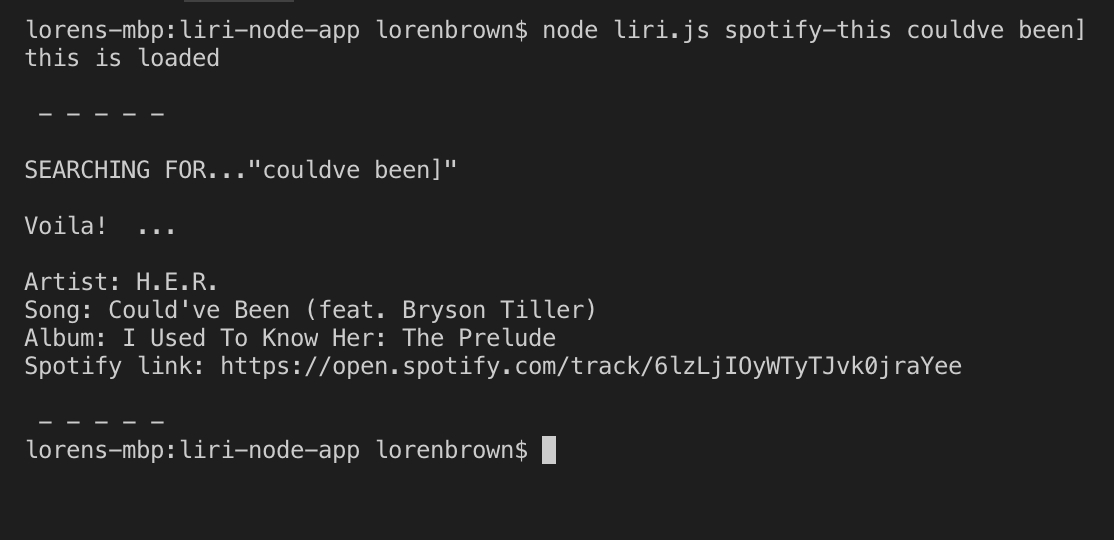 lorens-mbp:liri-node-app lorenbrown$ node liri.js spotify-this couldve been]
this is loaded
- - - - -
SEARCHING FOR..."couldve been]"
Voila!  ...
Artist: H.E.R.
Song: Could've Been (feat. Bryson Tiller)
Album: I Used To Know Her: The Prelude
Spotify link: https://open.spotify.com/track/6lzLjIOyWTyTJvk0jraYee
- - - - -
lorens-mbp:liri-node-app lorenbrown$